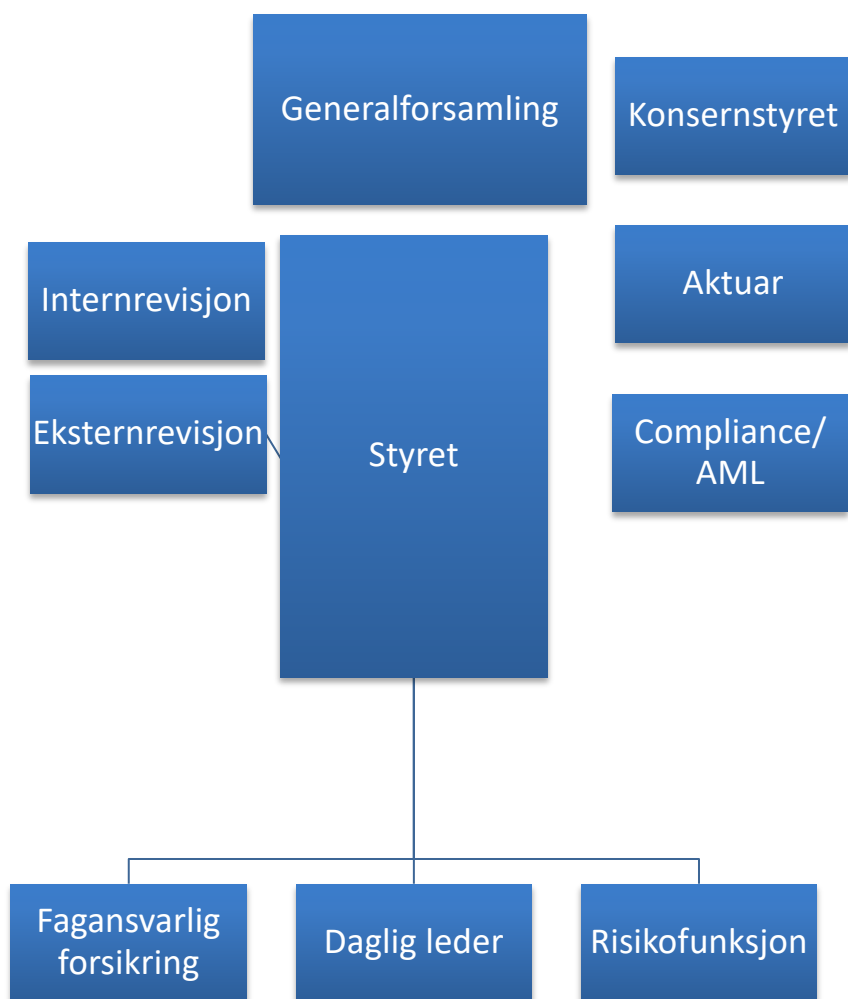 Generalforsamling
Konsernstyret
Internrevisjon
Aktuar
Eksternrevisjon
Styret
Compliance/
AML
Fagansvarlig
forsikring
Daglig leder
Risikofunksjon